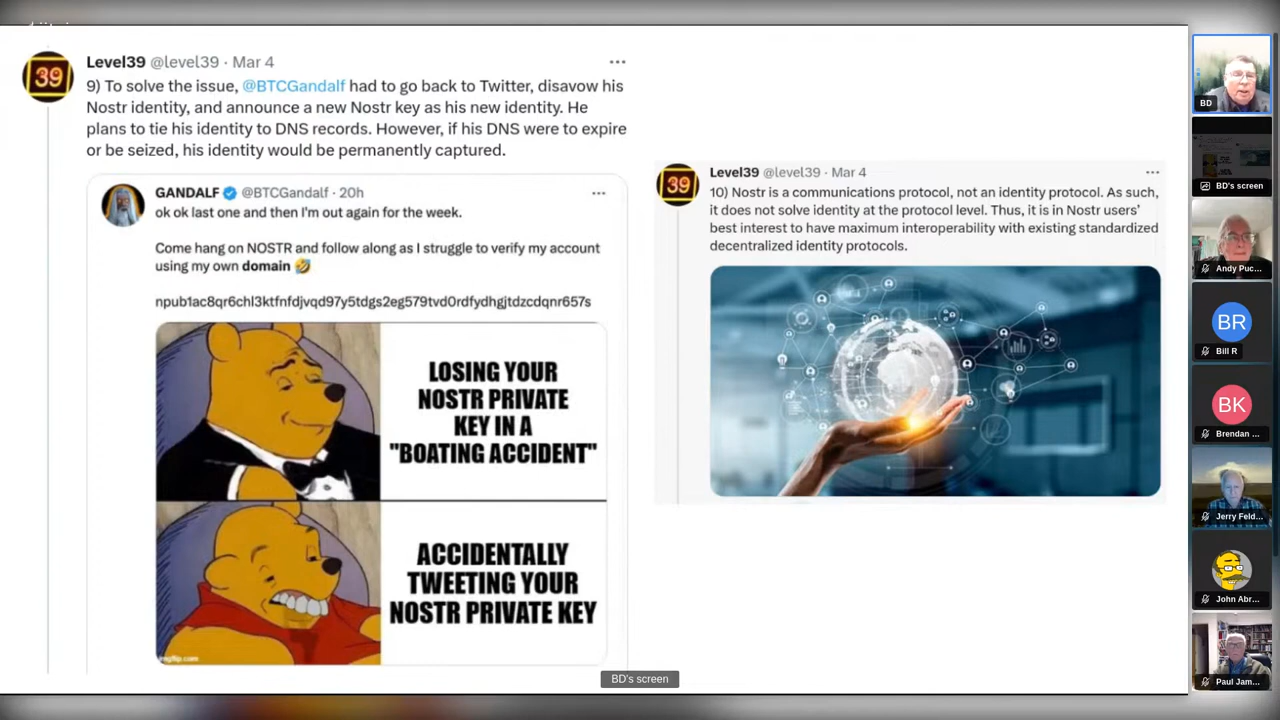 39
Level39 @level39 · Mar 4
9) To solve the issue, @BTCGandalf had to go back to Twitter, disavow his
Nostr identity, and announce a new Nostr key as his new identity. He
plans to tie his identity to DNS records. However, if his DNS were to expire
or be seized, his identity would be permanently captured.
GANDALF @BTCGandalf · 20h
ok ok last one and then I'm out again for the week.
Come hang on NOSTR and follow along as I struggle to verify my account
using my own domain 🤣
npub1ac8qr6chl3ktfnfdjvqd97y5tdgs2eg579tvd0rdfydhgjtdzcdqnr657s
LOSING YOUR
NOSTR PRIVATE
KEY IN A
"BOATING ACCIDENT"
ACCIDENTALLY
TWEETING YOUR
NOSTR PRIVATE KEY
imgflip.com
39
Level39 @level39 · Mar 4
10) Nostr is a communications protocol, not an identity protocol. As such,
it does not solve identity at the protocol level. Thus, it is in Nostr users'
best interest to have maximum interoperability with existing standardized
decentralized identity protocols.
BD's screen
BD
BD's screen
Andy Puc...
BR
Bill R
BK
Brendan ...
Jerry Feld...
John Abr...
Paul Jam...